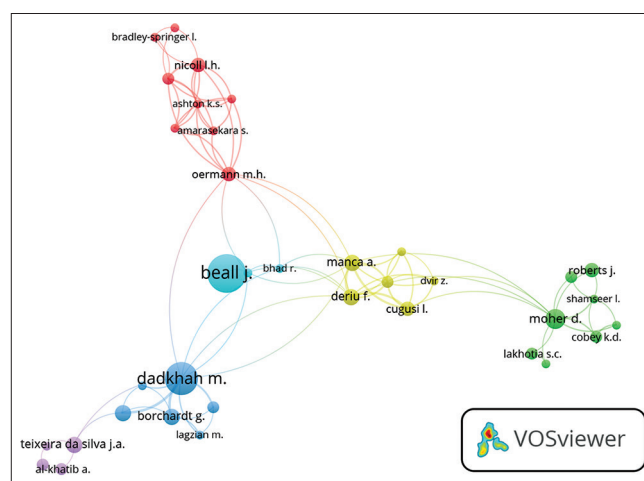 bradley-springer l.
nicoll l.h.
ashton k.s.
amarasekara s.
oermann m.h.
beall j.
bhad r.
manca a.
dvir z.
deriu f.
cugusi l.
roberts j.
shamseer l.
moher d.
cobey k.d.
lakhotia s.c.
dadkhah m.
borchardt g.
lagzian m.
teixeira da silva j.a.
al-khatib a.
VOSviewer